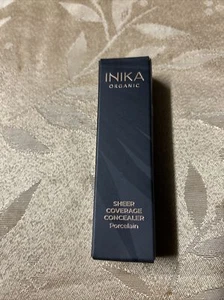 INIKA
ORGANIC
SHEER
COVERAGE
CONCEALER
Porcelain